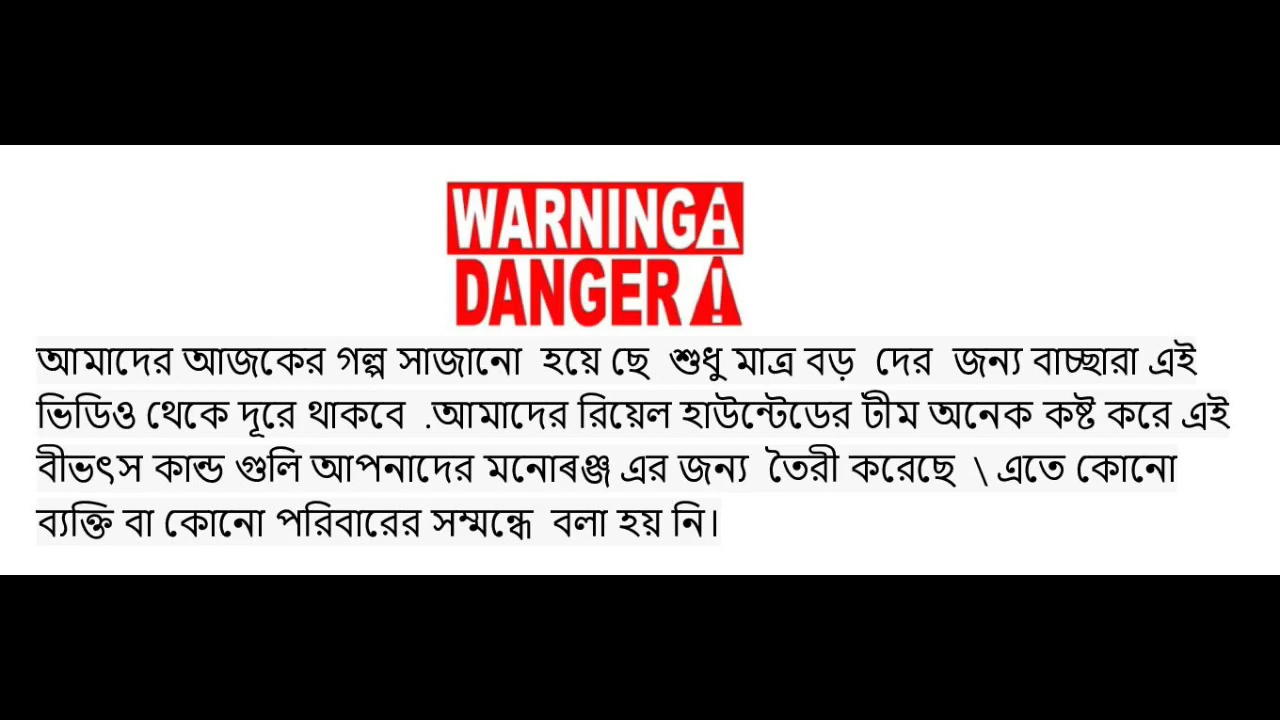 WARNING
DANGER
আমাদের আজকের গল্প সাজানো হয়ে ছে শুধু মাত্র বড় দের জন্য বাচ্ছারা এই
ভিডিও থেকে দূরে থাকবে .আমাদের রিয়েল হাউন্টেডের টীম অনেক কষ্ট করে এই
বীভৎস কান্ড গুলি আপনাদের মনোৰঞ্জ এর জন্য তৈরী করেছে \ এতে কোনো
ব্যক্তি বা কোনো পরিবারের সম্মন্ধে বলা হয় নি।